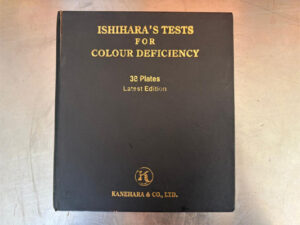 ISHIHARA'S TESTS
FOR
COLOUR DEFICIENCY
38 Plates
Latest Edition
K
KANEHARA & CO., LTD.